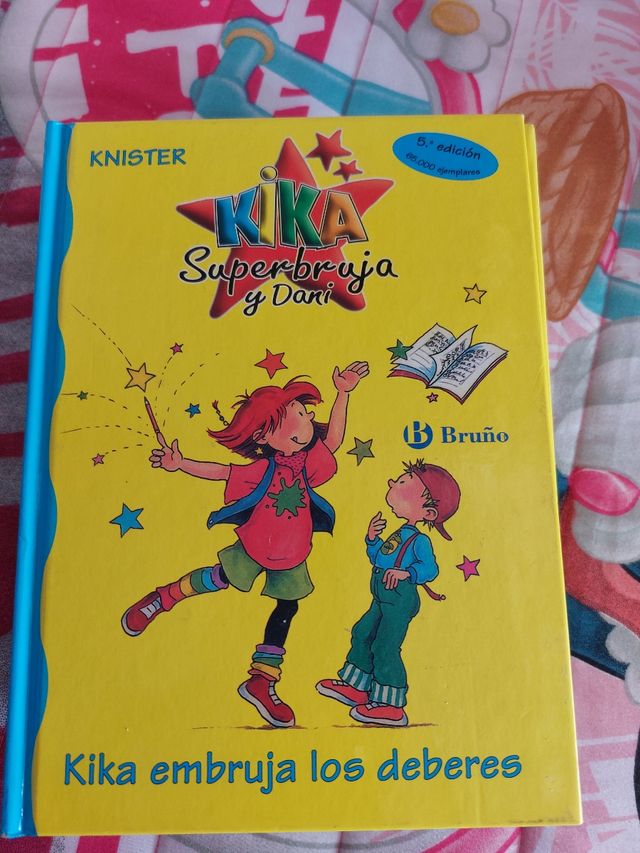 KNISTER
5.ª edición
65.000 ejemplares
KIKA
Superbruja
y Dani
B Bruño
Kika embruja los deberes